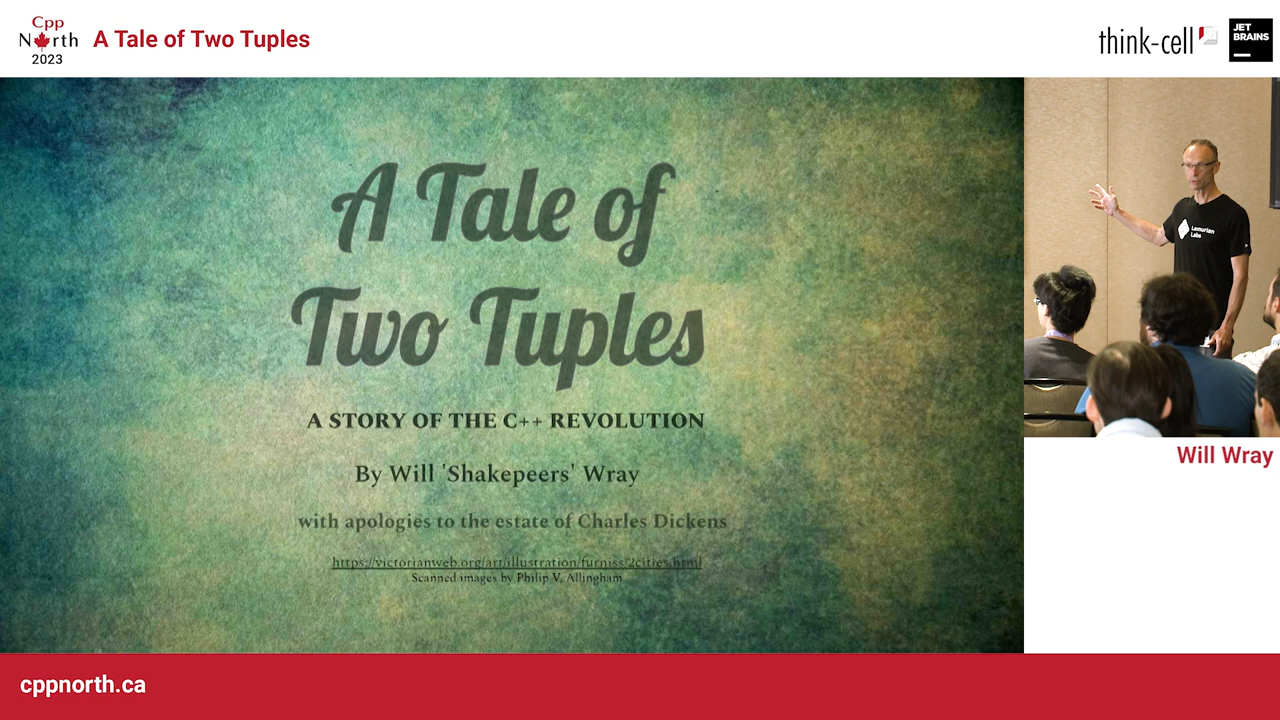 Cpp
North
2023
A Tale of Two Tuples
think-cell
JET
BRAINS
A Tale of
Two Tuples
A STORY OF THE C++ REVOLUTION
By Will 'Shakepeers' Wray
with apologies to the estate of Charles Dickens
https://victorianweb.org/art/illustration/furniss/2cities.html
Scanned images by Philip V. Allingham
Lemurian
Labs
Will Wray
cppnorth.ca